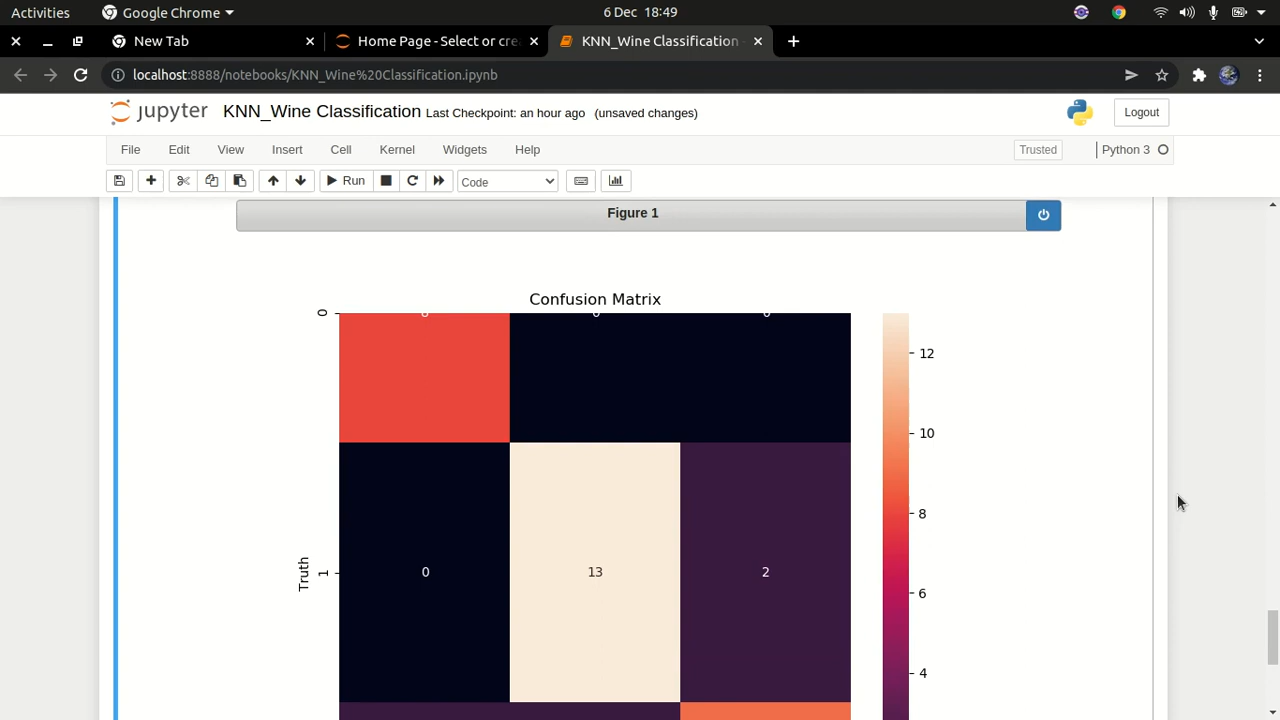 Activities
Google Chrome
6 Dec 18:49
New Tab
Home Page - Select or cre
KNN_Wine Classification -
localhost:8888/notebooks/KNN_Wine%20Classification.ipynb
jupyter
KNN_Wine Classification Last Checkpoint: an hour ago (unsaved changes)
Logout
File Edit View Insert Cell Kernel Widgets Help
Trusted
Python 3
Run
Code
Figure 1
Confusion Matrix
0
12
10
8
0 13 2
Truth
1
6
4